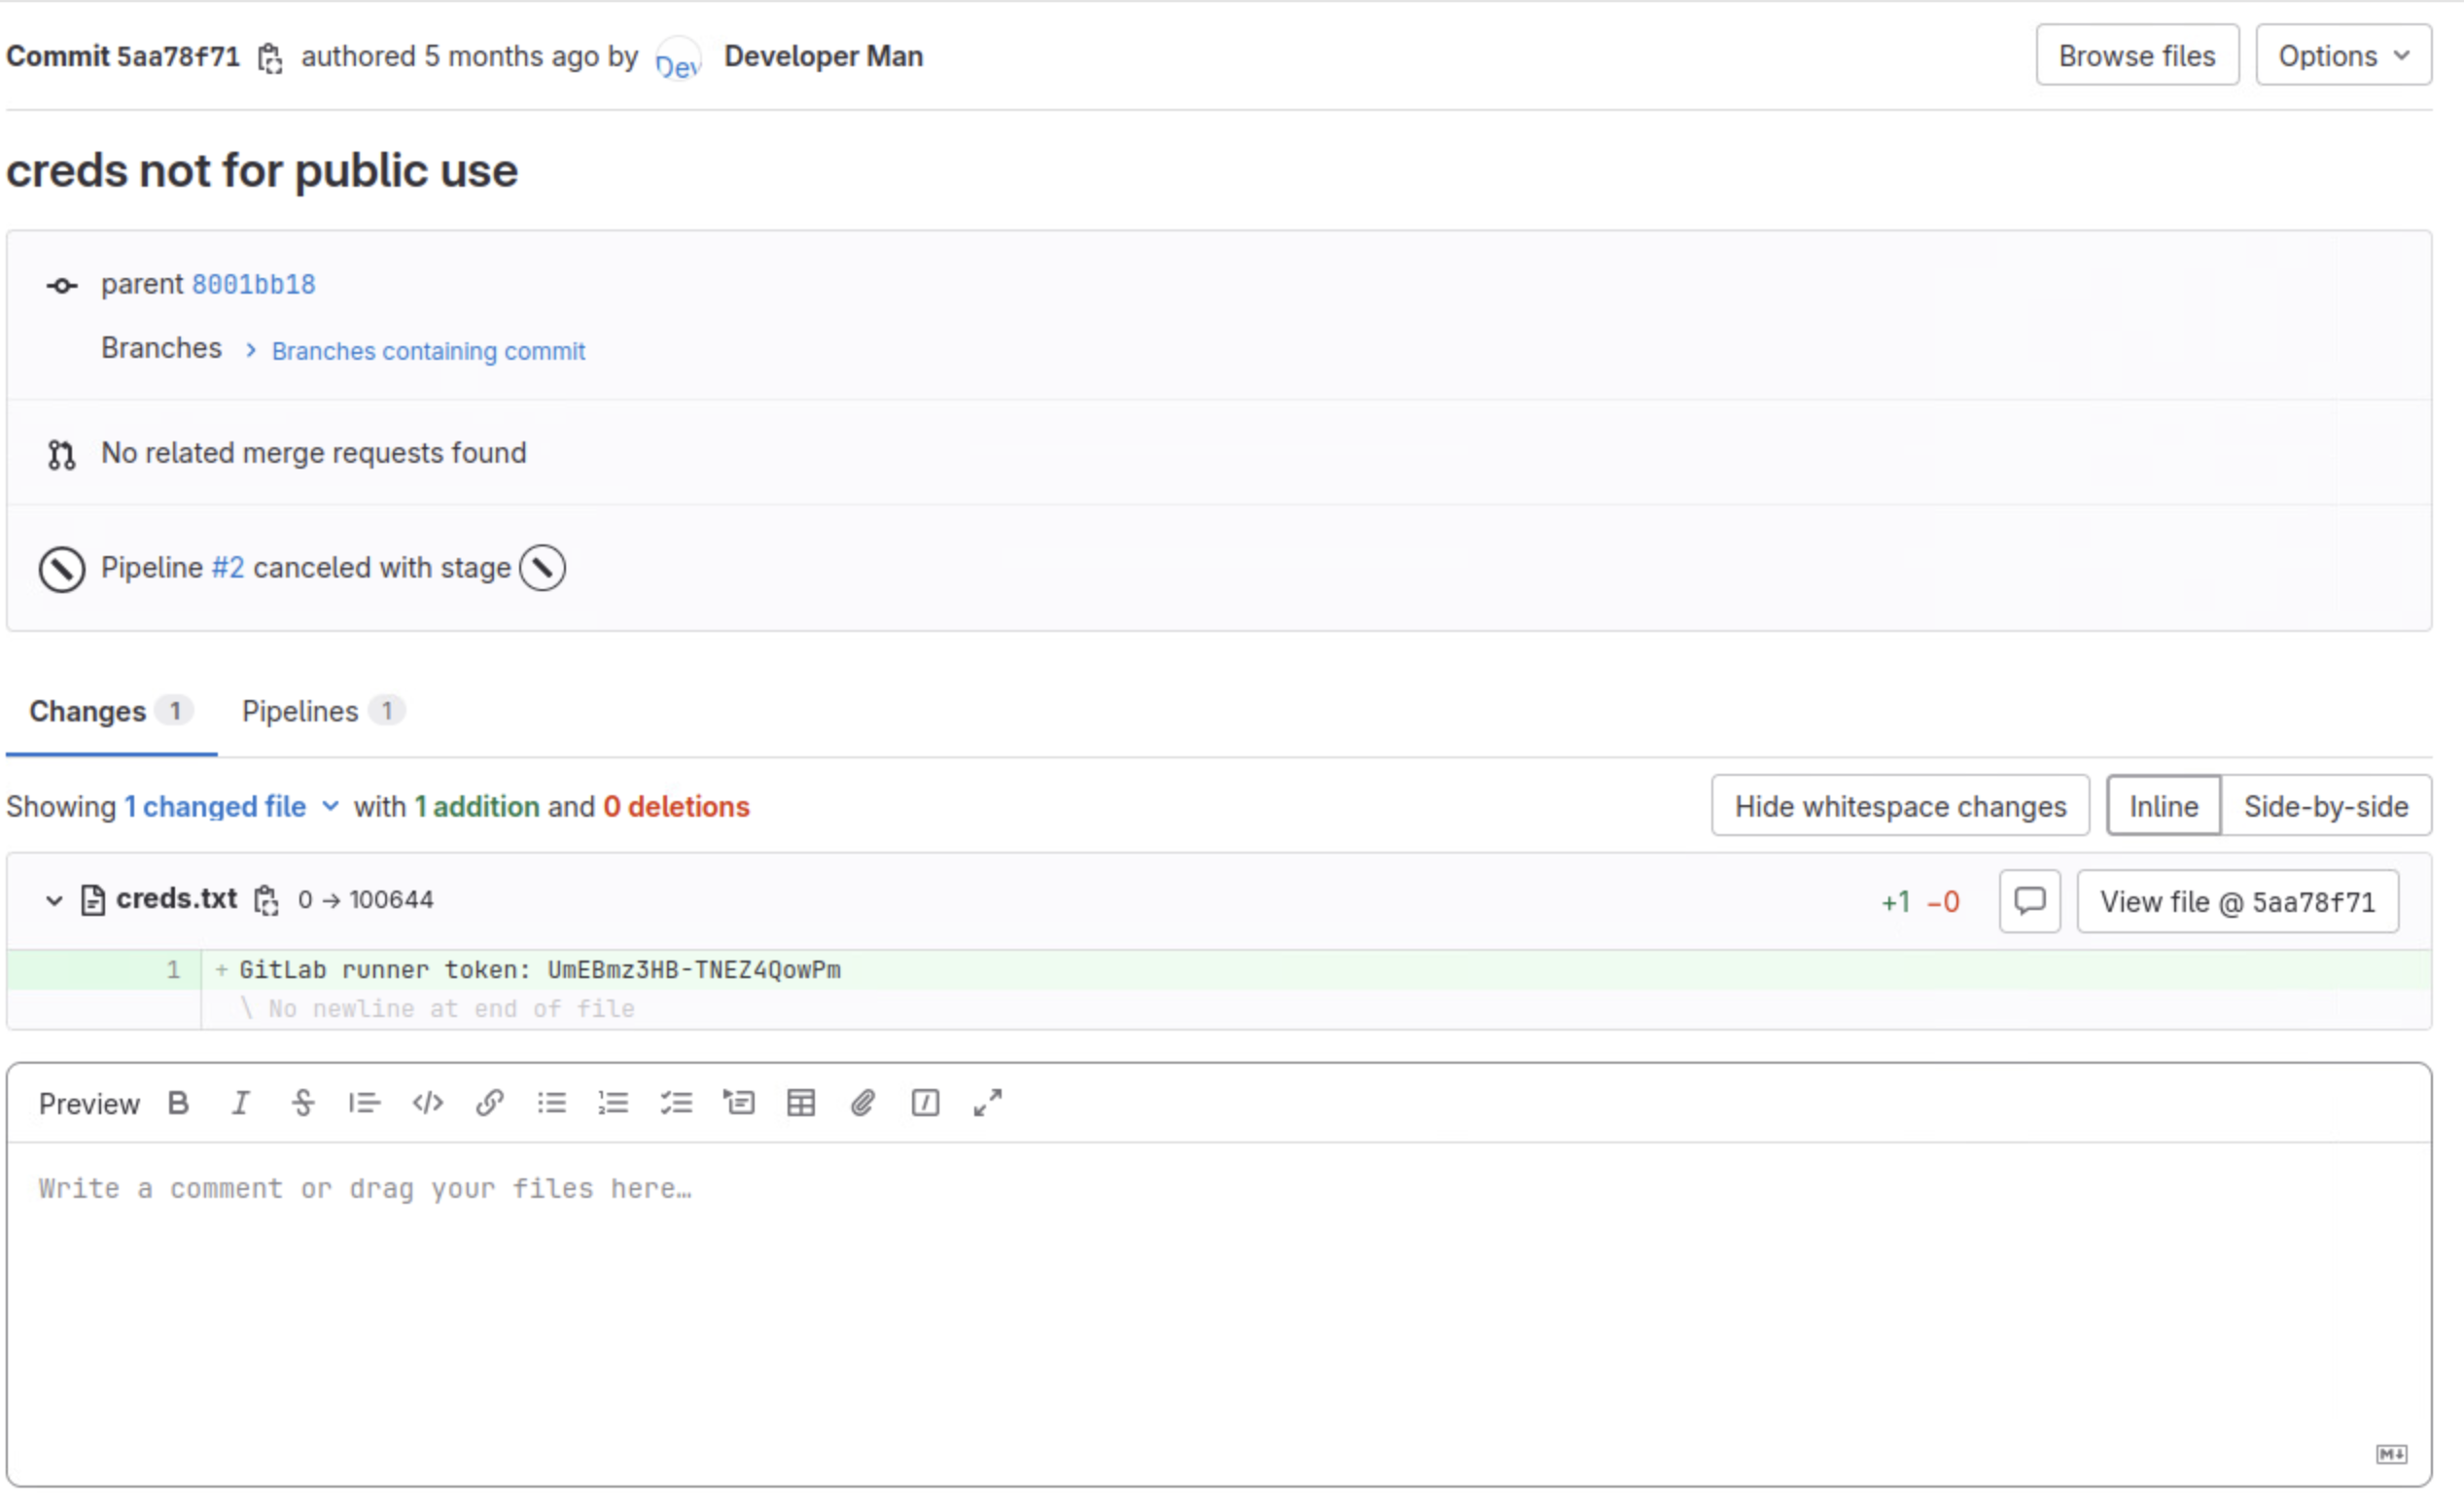 Commit 5aa78f71 authored 5 months ago by Dev Developer Man Browse files Options
creds not for public use
parent 8001bb18
Branches Branches containing commit
No related merge requests found
Pipeline #2 canceled with stage
Changes 1 Pipelines 1
Showing 1 changed file with 1 addition and 0 deletions Hide whitespace changes Inline Side-by-side
creds.txt 0 → 100644 +1 −0 View file @ 5aa78f71
1 + GitLab runner token: UmEBmz3HB-TNEZ4QowPm
\ No newline at end of file
Preview
Write a comment or drag your files here…